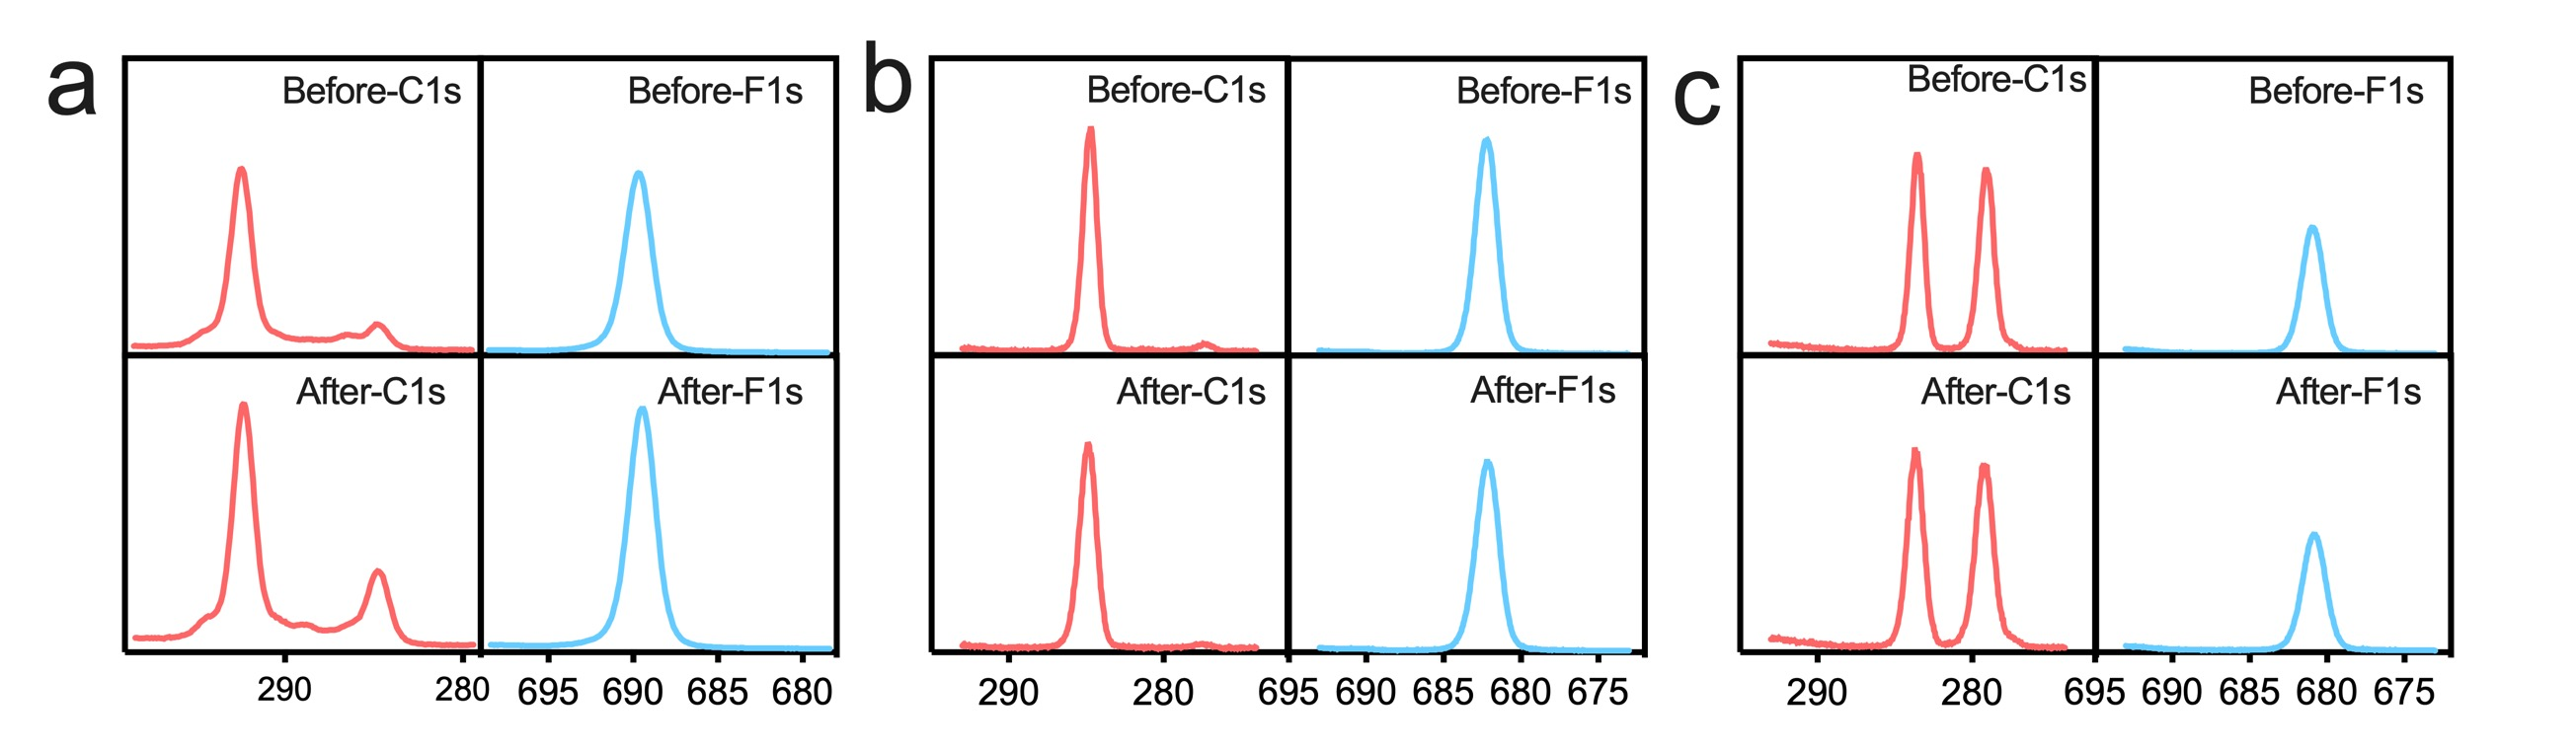 a
Before-C1s
Before-F1s
After-C1s
After-F1s
290
280
695
690
685
680
b
Before-C1s
Before-F1s
After-C1s
After-F1s
290
280
695
690
685
680
675
c
Before-C1s
Before-F1s
After-C1s
After-F1s
290
280
695
690
685
680
675